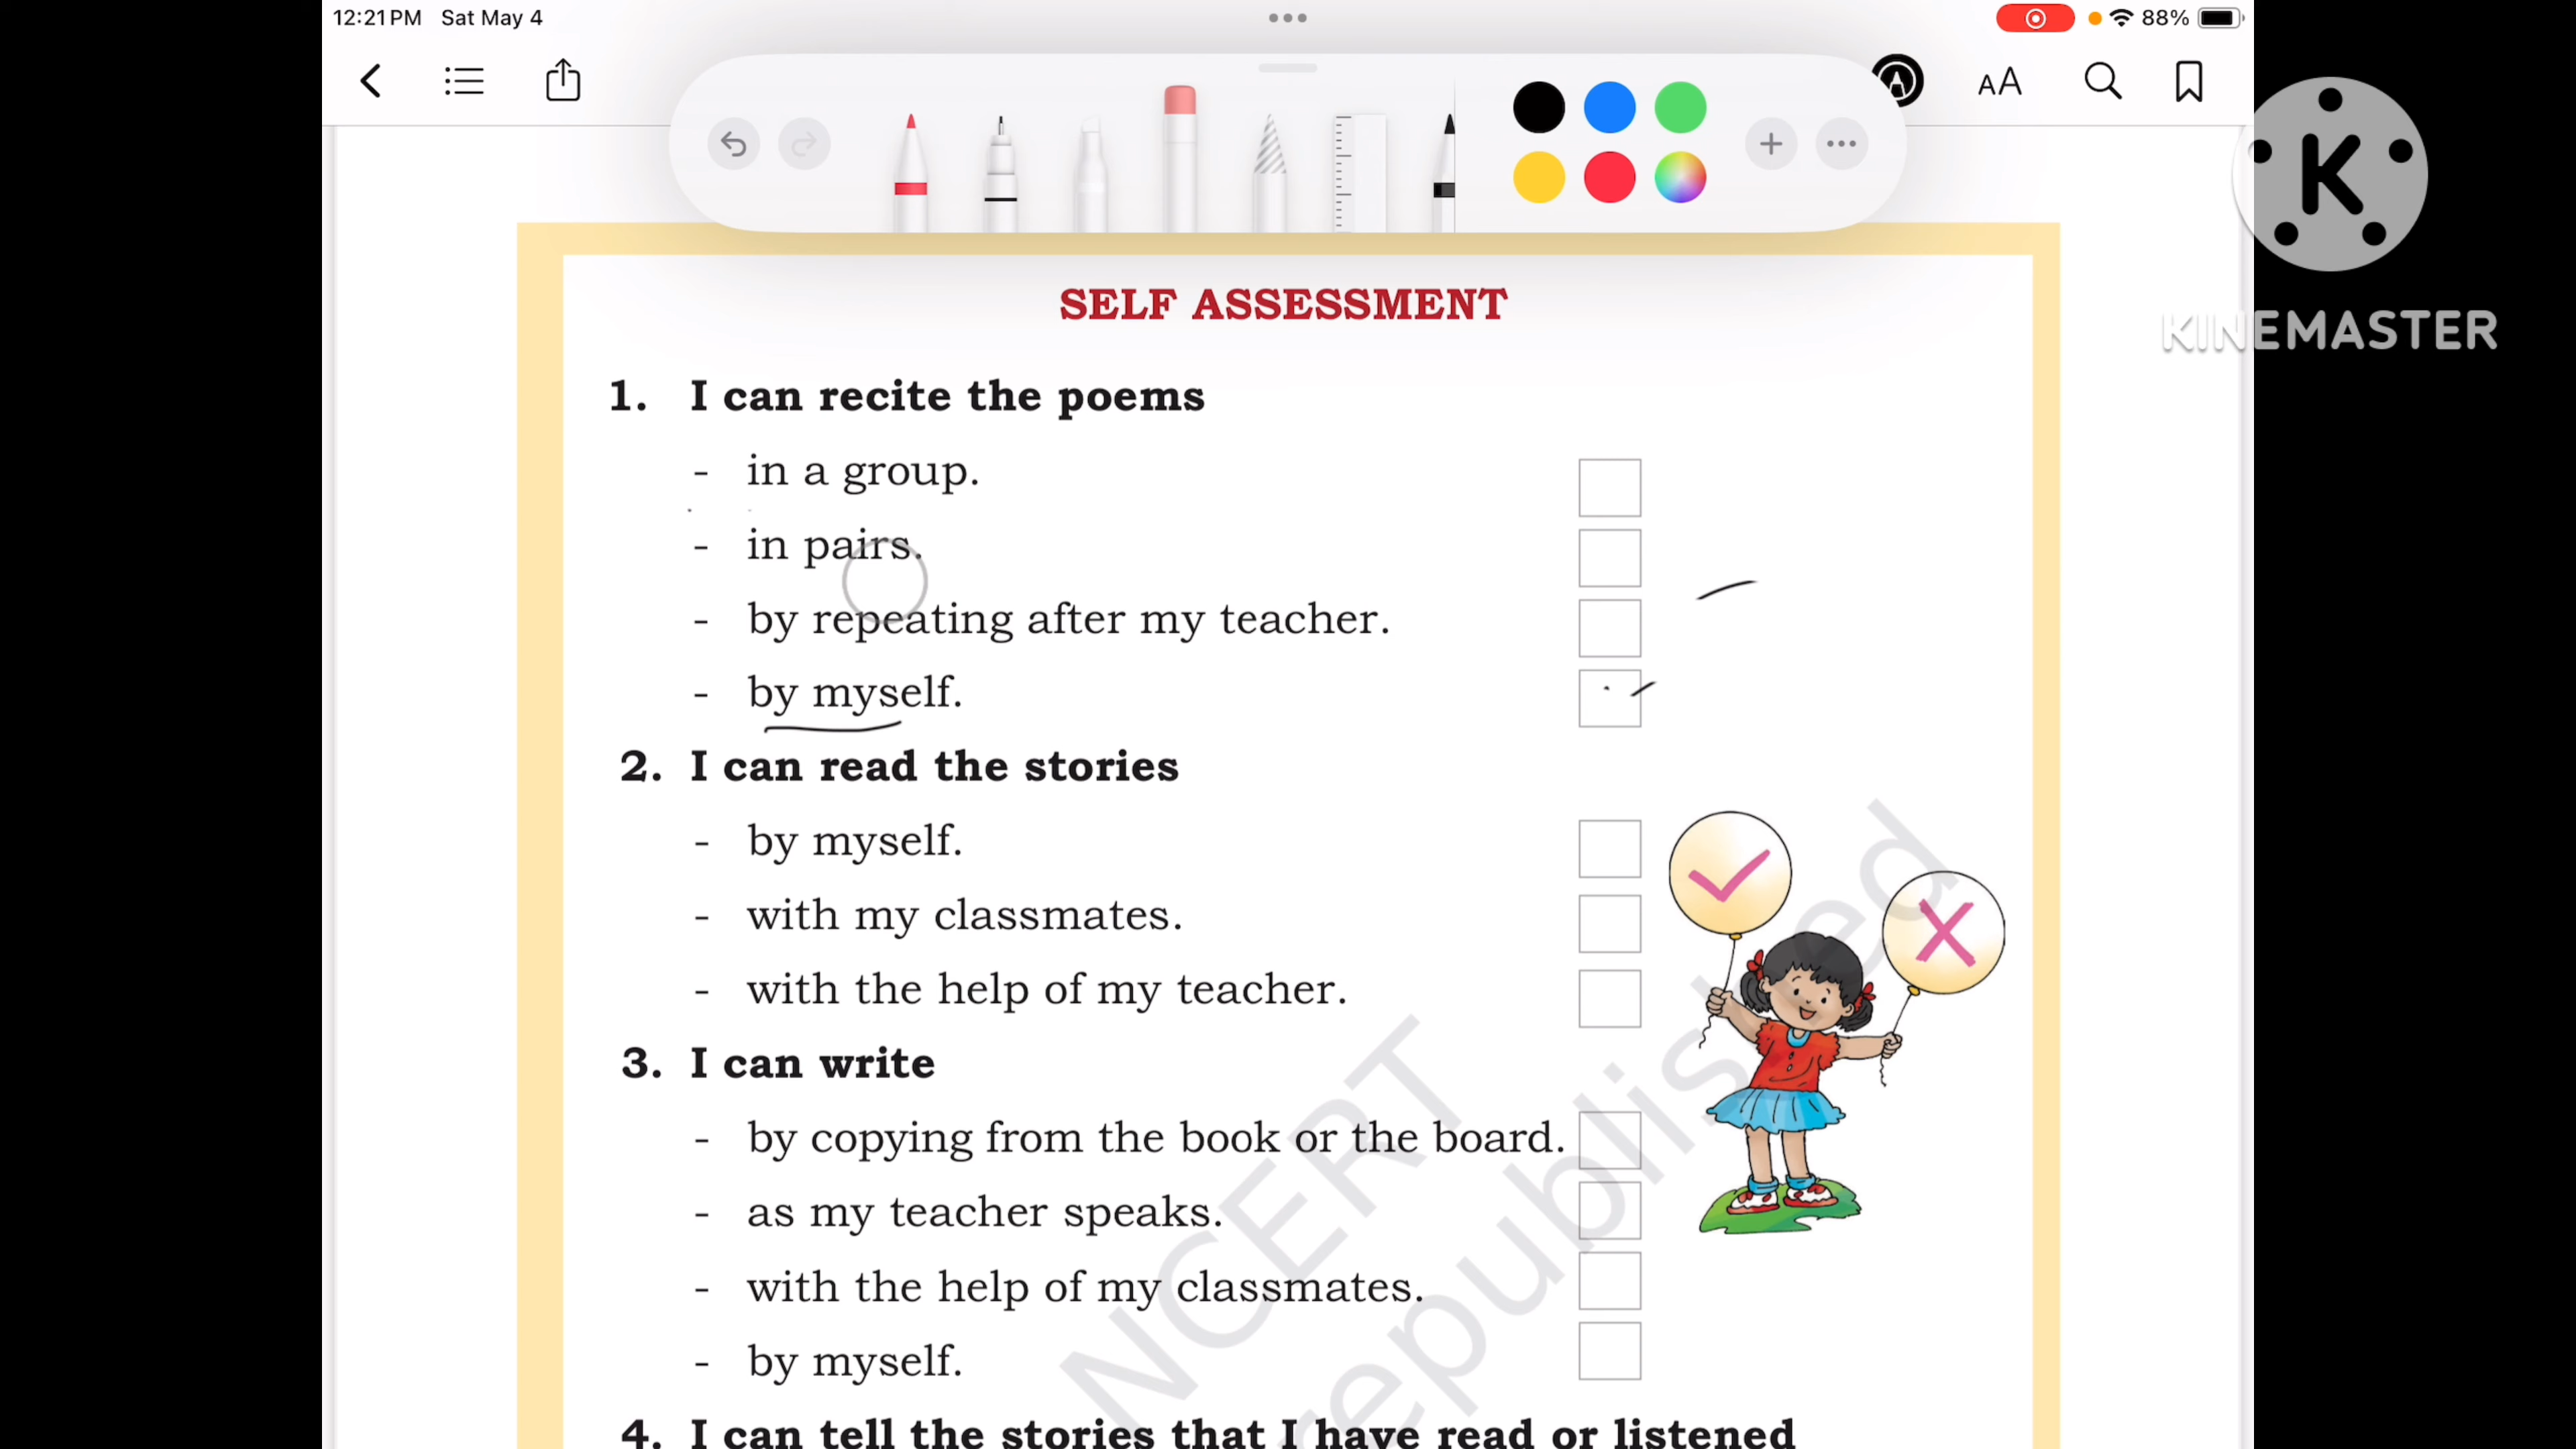 12:21 PM Sat May 4
88%
AA
K
KINEMASTER
SELF ASSESSMENT
1. I can recite the poems
- in a group.
- in pairs.
- by repeating after my teacher.
- by myself.
2. I can read the stories
- by myself.
- with my classmates.
- with the help of my teacher.
3. I can write
- by copying from the book or the board.
- as my teacher speaks.
- with the help of my classmates.
- by myself.
4. I can tell the stories that I have read or listened
NCERT
republished